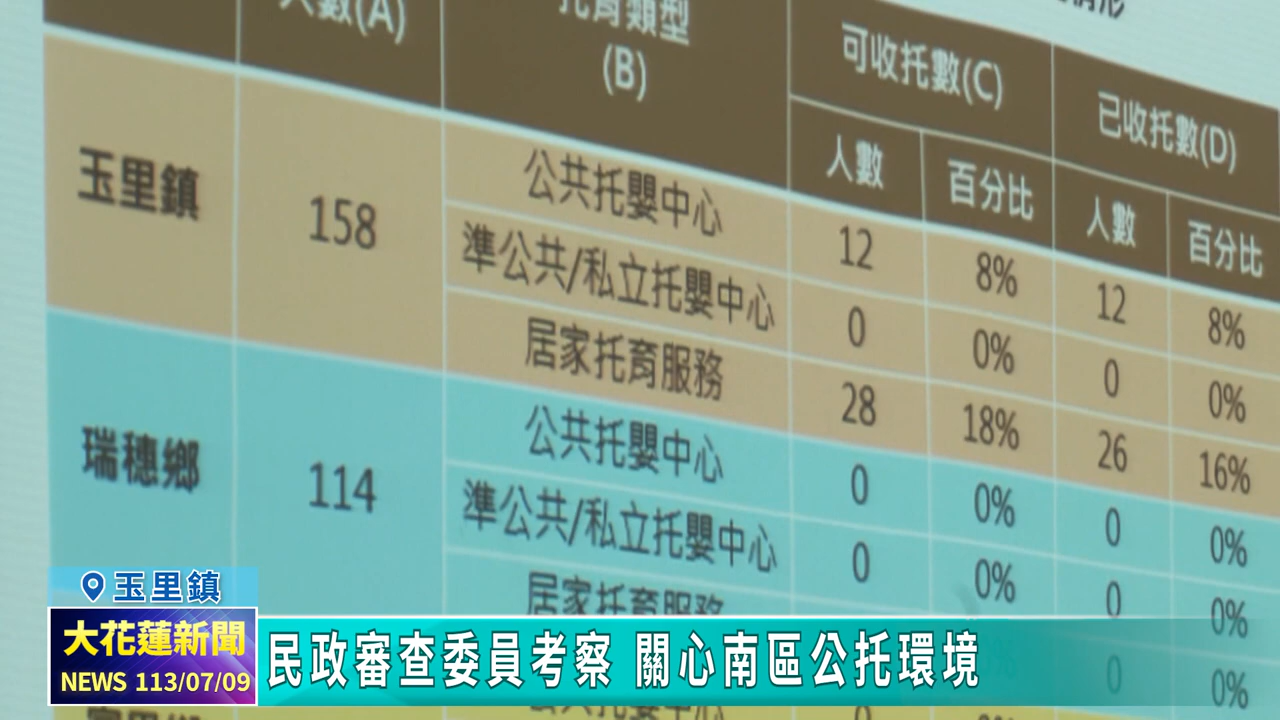 人數(A)
托育類型
(B)
可收托數(C)
已收托數(D)
人數
百分比
人數
百分比
玉里鎮
158
公共托嬰中心
12
8%
12
8%
準公共/私立托嬰中心
0
0%
0
0%
居家托育服務
28
18%
26
16%
瑞穗鄉
114
公共托嬰中心
0
0%
0
0%
準公共/私立托嬰中心
0
0%
0
0%
居家托育服務
0
0%
玉里鎮
大花蓮新聞
NEWS 113/07/09
民政審查委員考察 關心南區公托環境